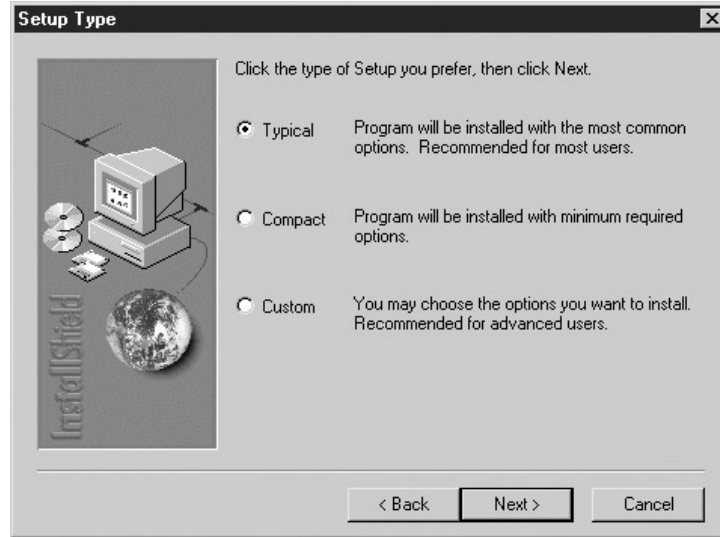 Setup Type
Click the type of Setup you prefer, then click Next.
Typical
Program will be installed with the most common
options. Recommended for most users.
Compact
Program will be installed with minimum required
options.
Custom
You may choose the options you want to install.
Recommended for advanced users.
InstallShield
< Back
Next >
Cancel